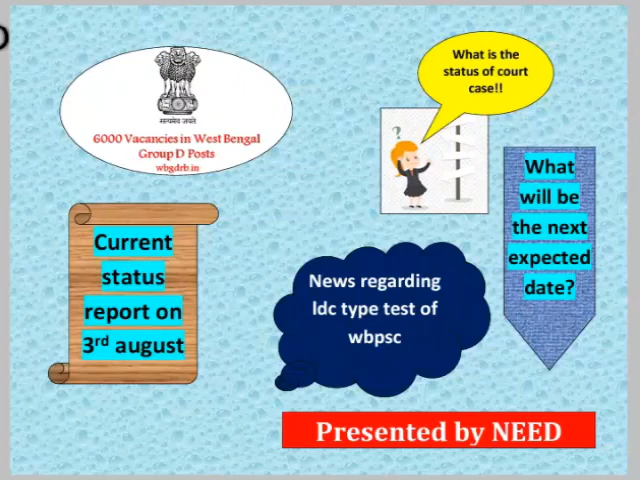 What is the
status of court
case!!
सत्यमेव जयते
6000 Vacancies in West Bengal
Group D Posts
wbgdrb.in
?
What
will be
the next
expected
date?
Current
status
report on
3rd august
News regarding
ldc type test of
wbpsc
Presented by NEED